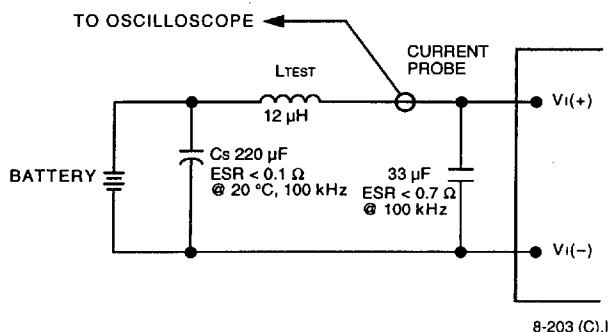 TO OSCILLOSCOPE
CURRENT
PROBE
LTEST
12 μH
VI(+)
CS 220 μF
ESR < 0.1 Ω
@ 20 °C, 100 kHz
BATTERY
33 μF
ESR < 0.7 Ω
@ 100 kHz
VI(–)
8-203 (C).l